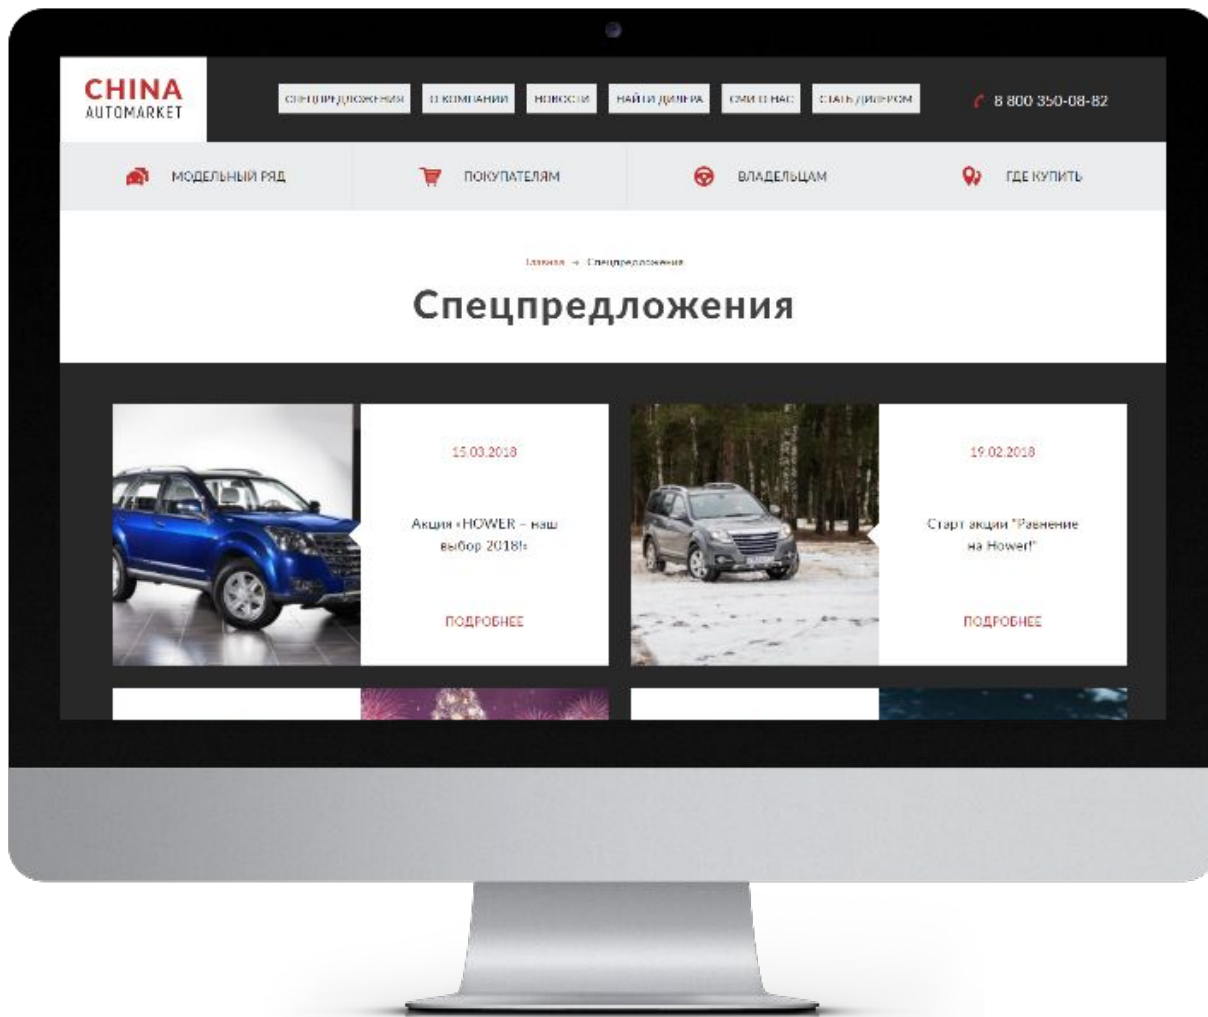 CHINA
AUTOMARKET
СПЕЦПРЕДЛОЖЕНИЯ
О КОМПАНИИ
НОВОСТИ
НАЙТИ ДИЛЕРА
СМИ О НАС
СТАТЬ ДИЛЕРОМ
8 800 350-08-82
МОДЕЛЬНЫЙ РЯД
ПОКУПАТЕЛЯМ
ВЛАДЕЛЬЦАМ
ГДЕ КУПИТЬ
Главная → Спецпредложения
Спецпредложения
15.03.2018
Акция «HOWER – наш
выбор 2018!»
ПОДРОБНЕЕ
19.02.2018
Старт акции "Равнение
на Hower!"
ПОДРОБНЕЕ